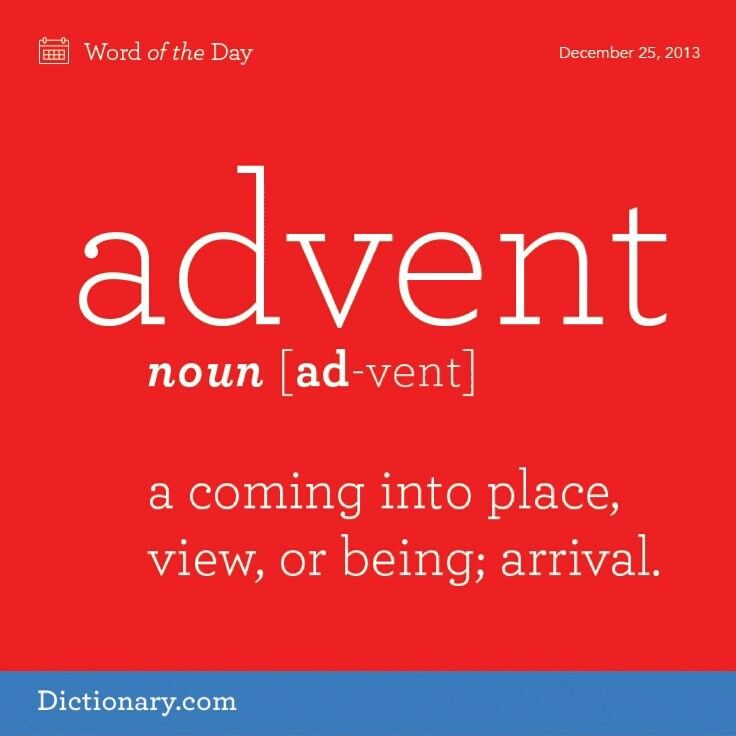 Word of the Day
December 25, 2013
advent
noun [ad-vent]
a coming into place,
view, or being; arrival.
Dictionary.com